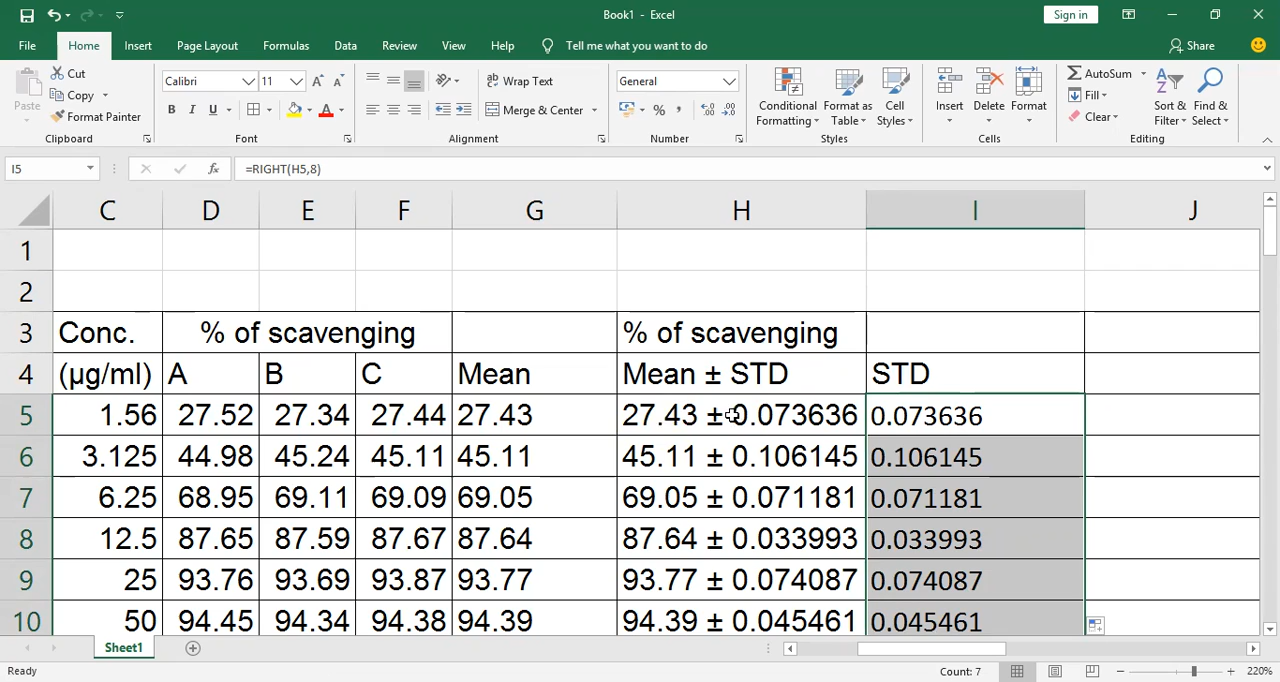 Book1 - Excel
Sign in
File Home Insert Page Layout Formulas Data Review View Help Tell me what you want to do Share
Paste
Cut
Copy
Format Painter
Clipboard
Calibri 11
B I U
Font
Wrap Text
Merge & Center
Alignment
General
%
Number
Conditional Formatting
Format as Table
Cell Styles
Styles
Insert
Delete
Format
Cells
AutoSum
Fill
Clear
Sort & Filter
Find & Select
Editing
I5 fx =RIGHT(H5,8)
C D E F G H I J
1
2
3 Conc. % of scavenging % of scavenging
4 (µg/ml) A B C Mean Mean ± STD STD
5 1.56 27.52 27.34 27.44 27.43 27.43 ± 0.073636 0.073636
6 3.125 44.98 45.24 45.11 45.11 45.11 ± 0.106145 0.106145
7 6.25 68.95 69.11 69.09 69.05 69.05 ± 0.071181 0.071181
8 12.5 87.65 87.59 87.67 87.64 87.64 ± 0.033993 0.033993
9 25 93.76 93.69 93.87 93.77 93.77 ± 0.074087 0.074087
10 50 94.45 94.34 94.38 94.39 94.39 ± 0.045461 0.045461
Sheet1
Ready Count: 7 220%